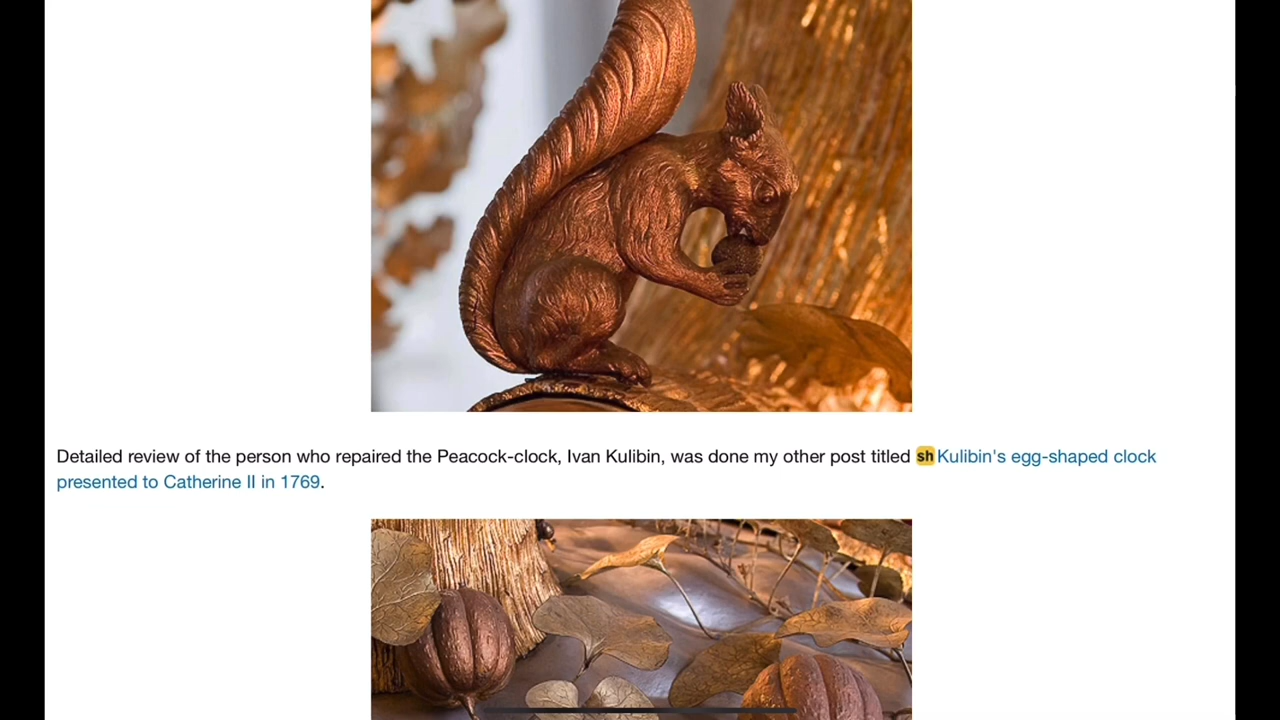 Detailed review of the person who repaired the Peacock-clock, Ivan Kulibin, was done my other post titled sh Kulibin's egg-shaped clock
presented to Catherine II in 1769.